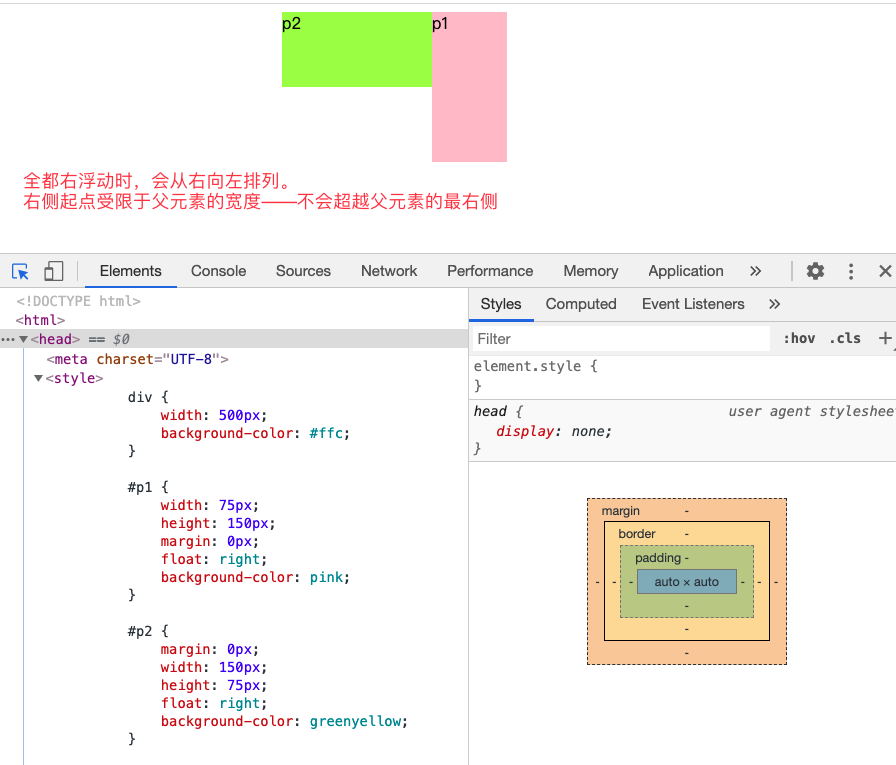 p2 p1
全都右浮动时，会从右向左排列。
右侧起点受限于父元素的宽度——不会超越父元素的最右侧
Elements Console Sources Network Performance Memory Application »
<!DOCTYPE html>
<html>
••• ▼<head> == $0
<meta charset="UTF-8">
▼<style>
div {
width: 500px;
background-color: #ffc;
}
#p1 {
width: 75px;
height: 150px;
margin: 0px;
float: right;
background-color: pink;
}
#p2 {
margin: 0px;
width: 150px;
height: 75px;
float: right;
background-color: greenyellow;
}
Styles Computed Event Listeners »
Filter :hov .cls +
element.style {
}
head { user agent styleshee
display: none;
}
margin -
border -
padding -
- - - auto × auto - - -
-
-
-